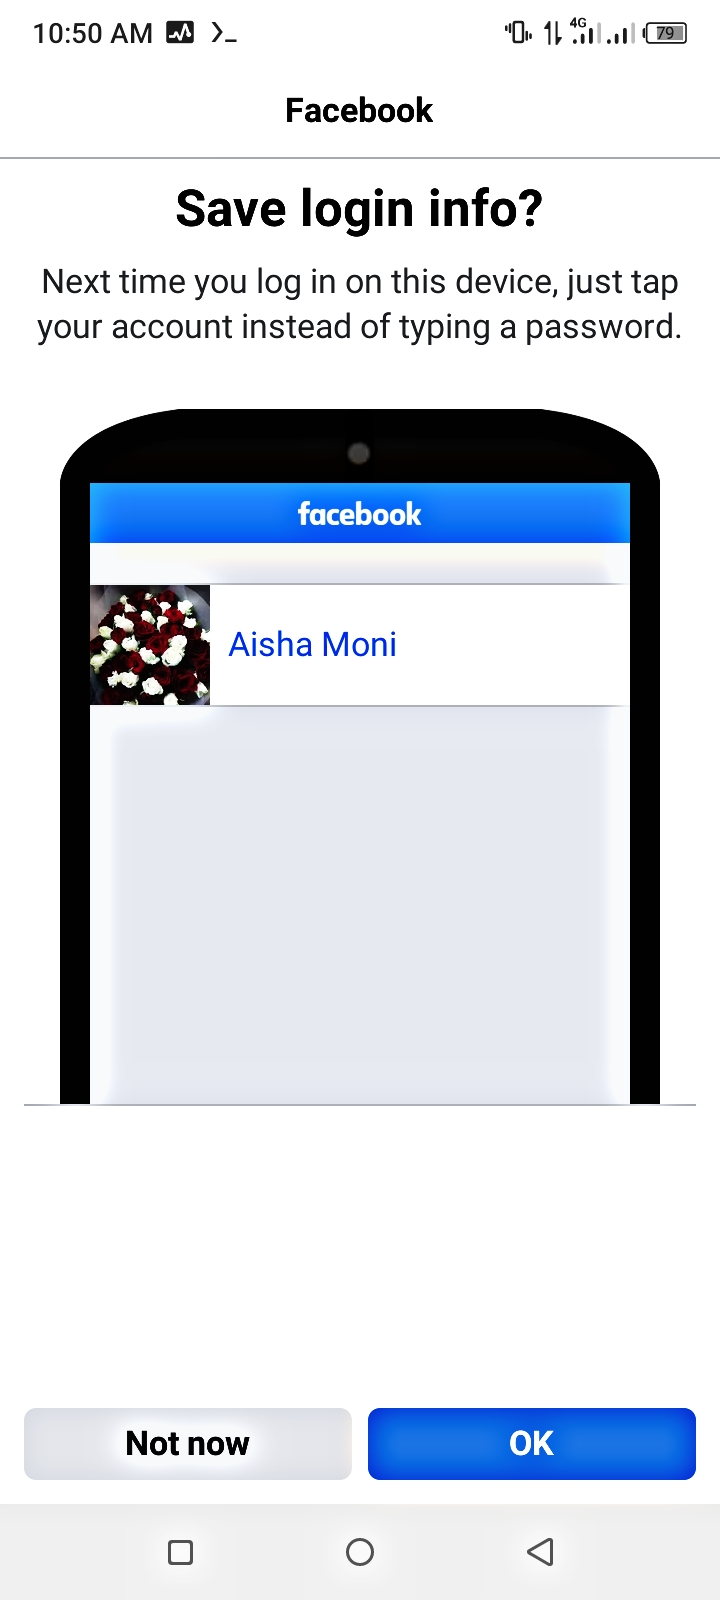 10:50 AM
4G
79
Facebook
Save login info?
Next time you log in on this device, just tap
your account instead of typing a password.
facebook
Aisha Moni
Not now
OK